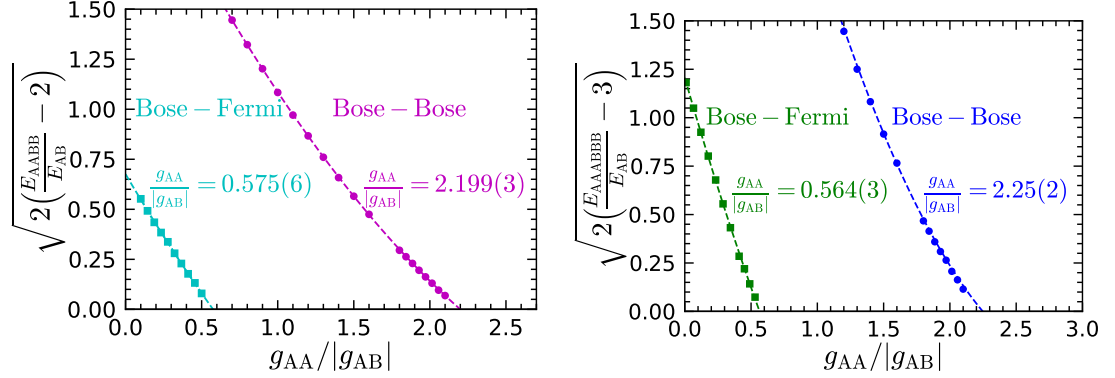 1.50
1.25
1.00
0.75
0.50
0.25
0.00
√2(E_AABB/E_AB − 2)
Bose − Fermi
Bose − Bose
g_AA/|g_AB| = 0.575(6)
g_AA/|g_AB| = 2.199(3)
0.0 0.5 1.0 1.5 2.0 2.5
g_AA/|g_AB|
1.50
1.25
1.00
0.75
0.50
0.25
0.00
√2(E_AABBB/E_AB − 3)
Bose − Fermi
Bose − Bose
g_AA/|g_AB| = 0.564(3)
g_AA/|g_AB| = 2.25(2)
0.0 0.5 1.0 1.5 2.0 2.5 3.0
g_AA/|g_AB|